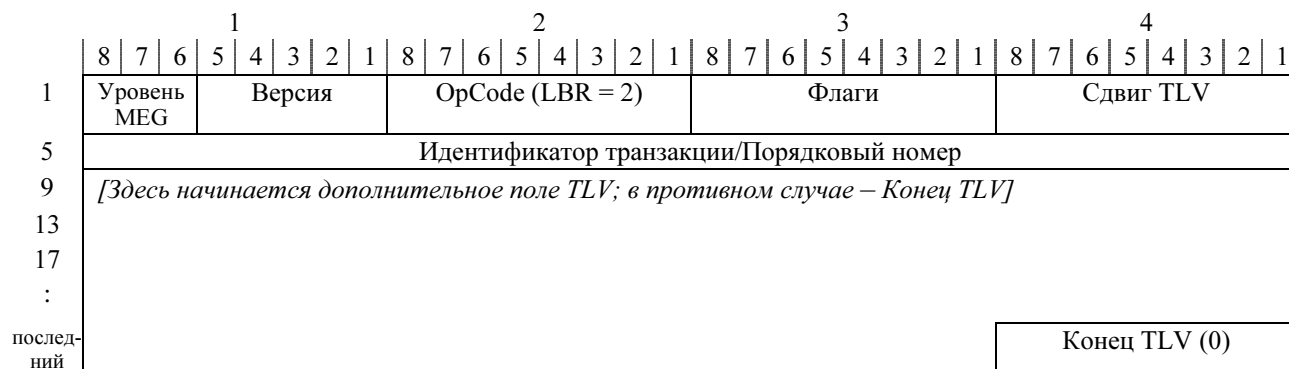 1 2 3 4
8 7 6 5 4 3 2 1 8 7 6 5 4 3 2 1 8 7 6 5 4 3 2 1 8 7 6 5 4 3 2 1
1 Уровень MEG Версия OpCode (LBR = 2) Флаги Сдвиг TLV
5 Идентификатор транзакции/Порядковый номер
9 [Здесь начинается дополнительное поле TLV; в противном случае – Конец TLV]
13
17
:
послед-
ний Конец TLV (0)